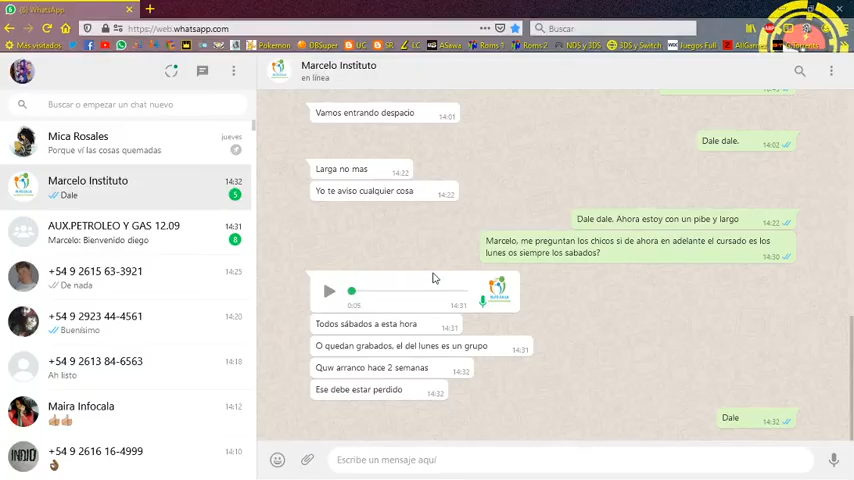 (5) WhatsApp
https://web.whatsapp.com
Buscar
Más visitados
Pokemon
DBSuper
UG
SR
LC
ASawa
Roms 1
Roms 2
NDS y 3DS
3DS y Switch
Juegos Full
AllGames
Marcelo Instituto
en línea
Buscar o empezar un chat nuevo
Mica Rosales
jueves
Porque ví las cosas quemadas
Marcelo Instituto
14:32
Dale
5
AUX.PETROLEO Y GAS 12.09
14:31
Marcelo: Bienvenido diego
8
+54 9 2615 63-3921
14:25
De nada
+54 9 2923 44-4561
14:20
Buenísimo
+54 9 2613 84-6563
14:18
Ah listo
Maira Infocala
14:12
+54 9 2616 16-4999
14:10
INDIO
Vamos entrando despacio
14:01
Dale dale.
14:02
Larga no mas
14:22
Yo te aviso cualquier cosa
14:22
Dale dale. Ahora estoy con un pibe y largo
14:22
Marcelo, me preguntan los chicos si de ahora en adelante el cursado es los
lunes os siempre los sabados?
14:30
0:05
14:31
Todos sábados a esta hora
14:31
O quedan grabados, el del lunes es un grupo
14:31
Quw arranco hace 2 semanas
14:32
Ese debe estar perdido
14:32
Dale
14:32
Escribe un mensaje aquí